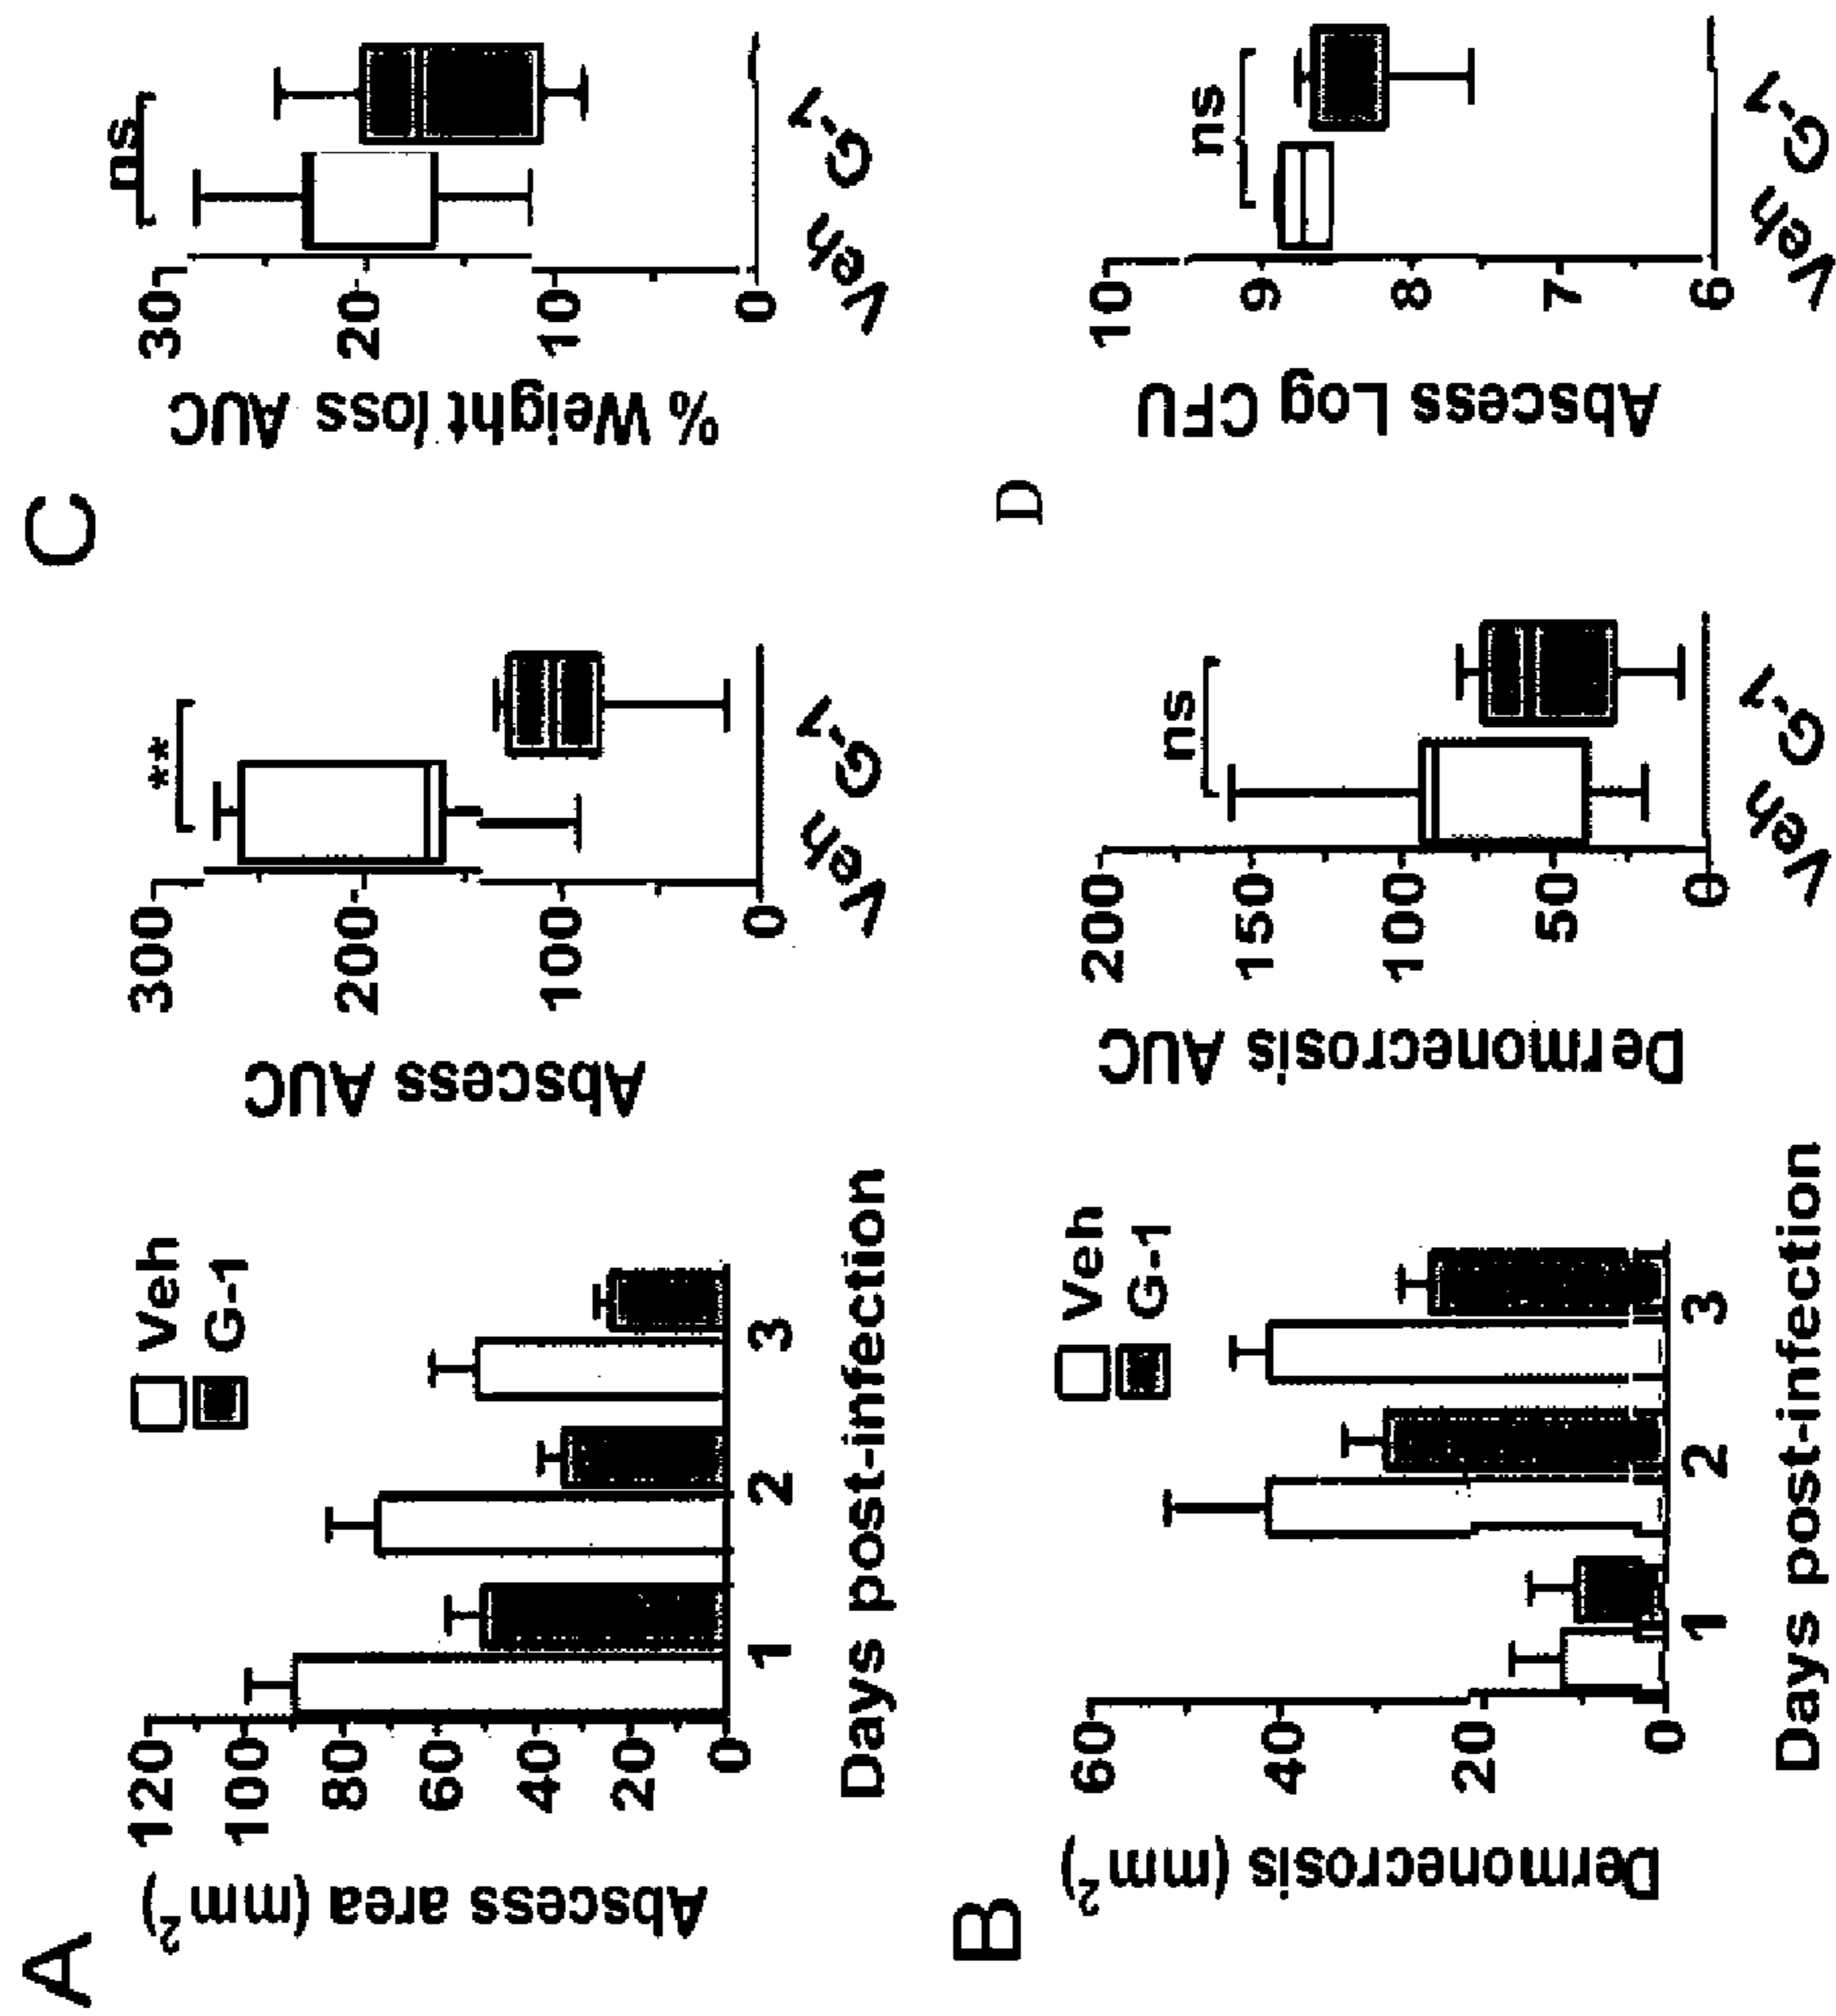 A
Abscess area (mm²)
120
100
80
60
40
20
0
Veh
G-1
1 2 3
Days post-infection
Abscess AUC
300
200
100
0
**
Veh G-1
C
% Weight loss AUC
30
20
10
0
ns
Veh G-1
B
Dermonecrosis (mm²)
60
40
20
0
Veh
G-1
1 2 3
Days post-infection
Dermonecrosis AUC
200
150
100
50
0
ns
Veh G-1
D
Abscess Log CFU
10
9
8
7
6
ns
Veh G-1